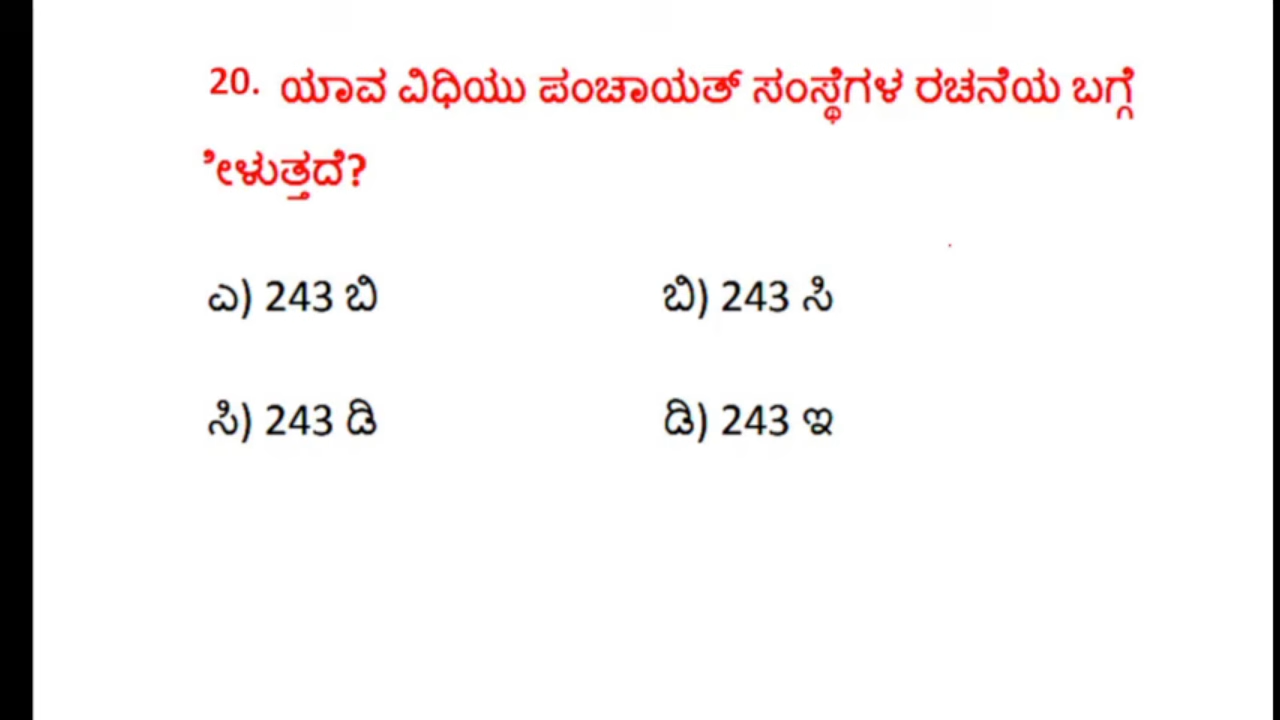 20. ಯಾವ ವಿಧಿಯು ಪಂಚಾಯತ್ ಸಂಸ್ಥೆಗಳ ರಚನೆಯ ಬಗ್ಗೆ
ೇಳುತ್ತದೆ?
ಎ) 243 ಬಿ ಬಿ) 243 ಸಿ
ಸಿ) 243 ಡಿ ಡಿ) 243 ಇ